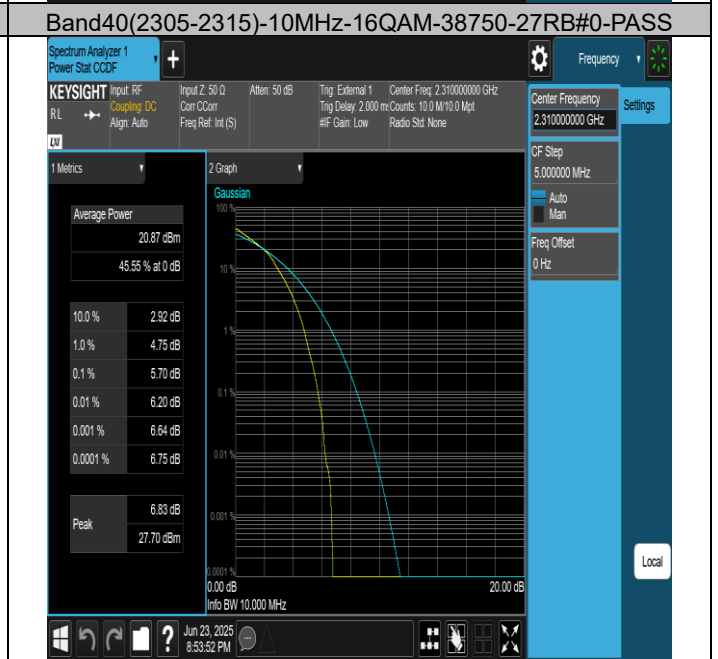 Band40(2305-2315)-10MHz-16QAM-38750-27RB#0-PASS
Spectrum Analyzer 1
Power Stat CCDF
+
Frequency
KEYSIGHT
RL
LXI
Input: RF
Coupling: DC
Align: Auto
Input Z: 50 Ω
Corr CCorr
Freq Ref: Int (S)
Atten: 50 dB
Trig: External 1
Trig Delay: 2.000 ms
#IF Gain: Low
Center Freq: 2.310000000 GHz
Counts: 10.0 M/10.0 Mpt
Radio Std: None
Center Frequency
2.310000000 GHz
Settings
CF Step
5.000000 MHz
Auto
Man
Freq Offset
0 Hz
1 Metrics
Average Power
20.87 dBm
45.55 % at 0 dB
10.0 % 2.92 dB
1.0 % 4.75 dB
0.1 % 5.70 dB
0.01 % 6.20 dB
0.001 % 6.64 dB
0.0001 % 6.75 dB
Peak
6.83 dB
27.70 dBm
2 Graph
Gaussian
100 %
10 %
1 %
0.1 %
0.01 %
0.001 %
0.0001 %
0.00 dB 20.00 dB
Info BW 10.000 MHz
Local
?
Jun 23, 2025
8:53:52 PM